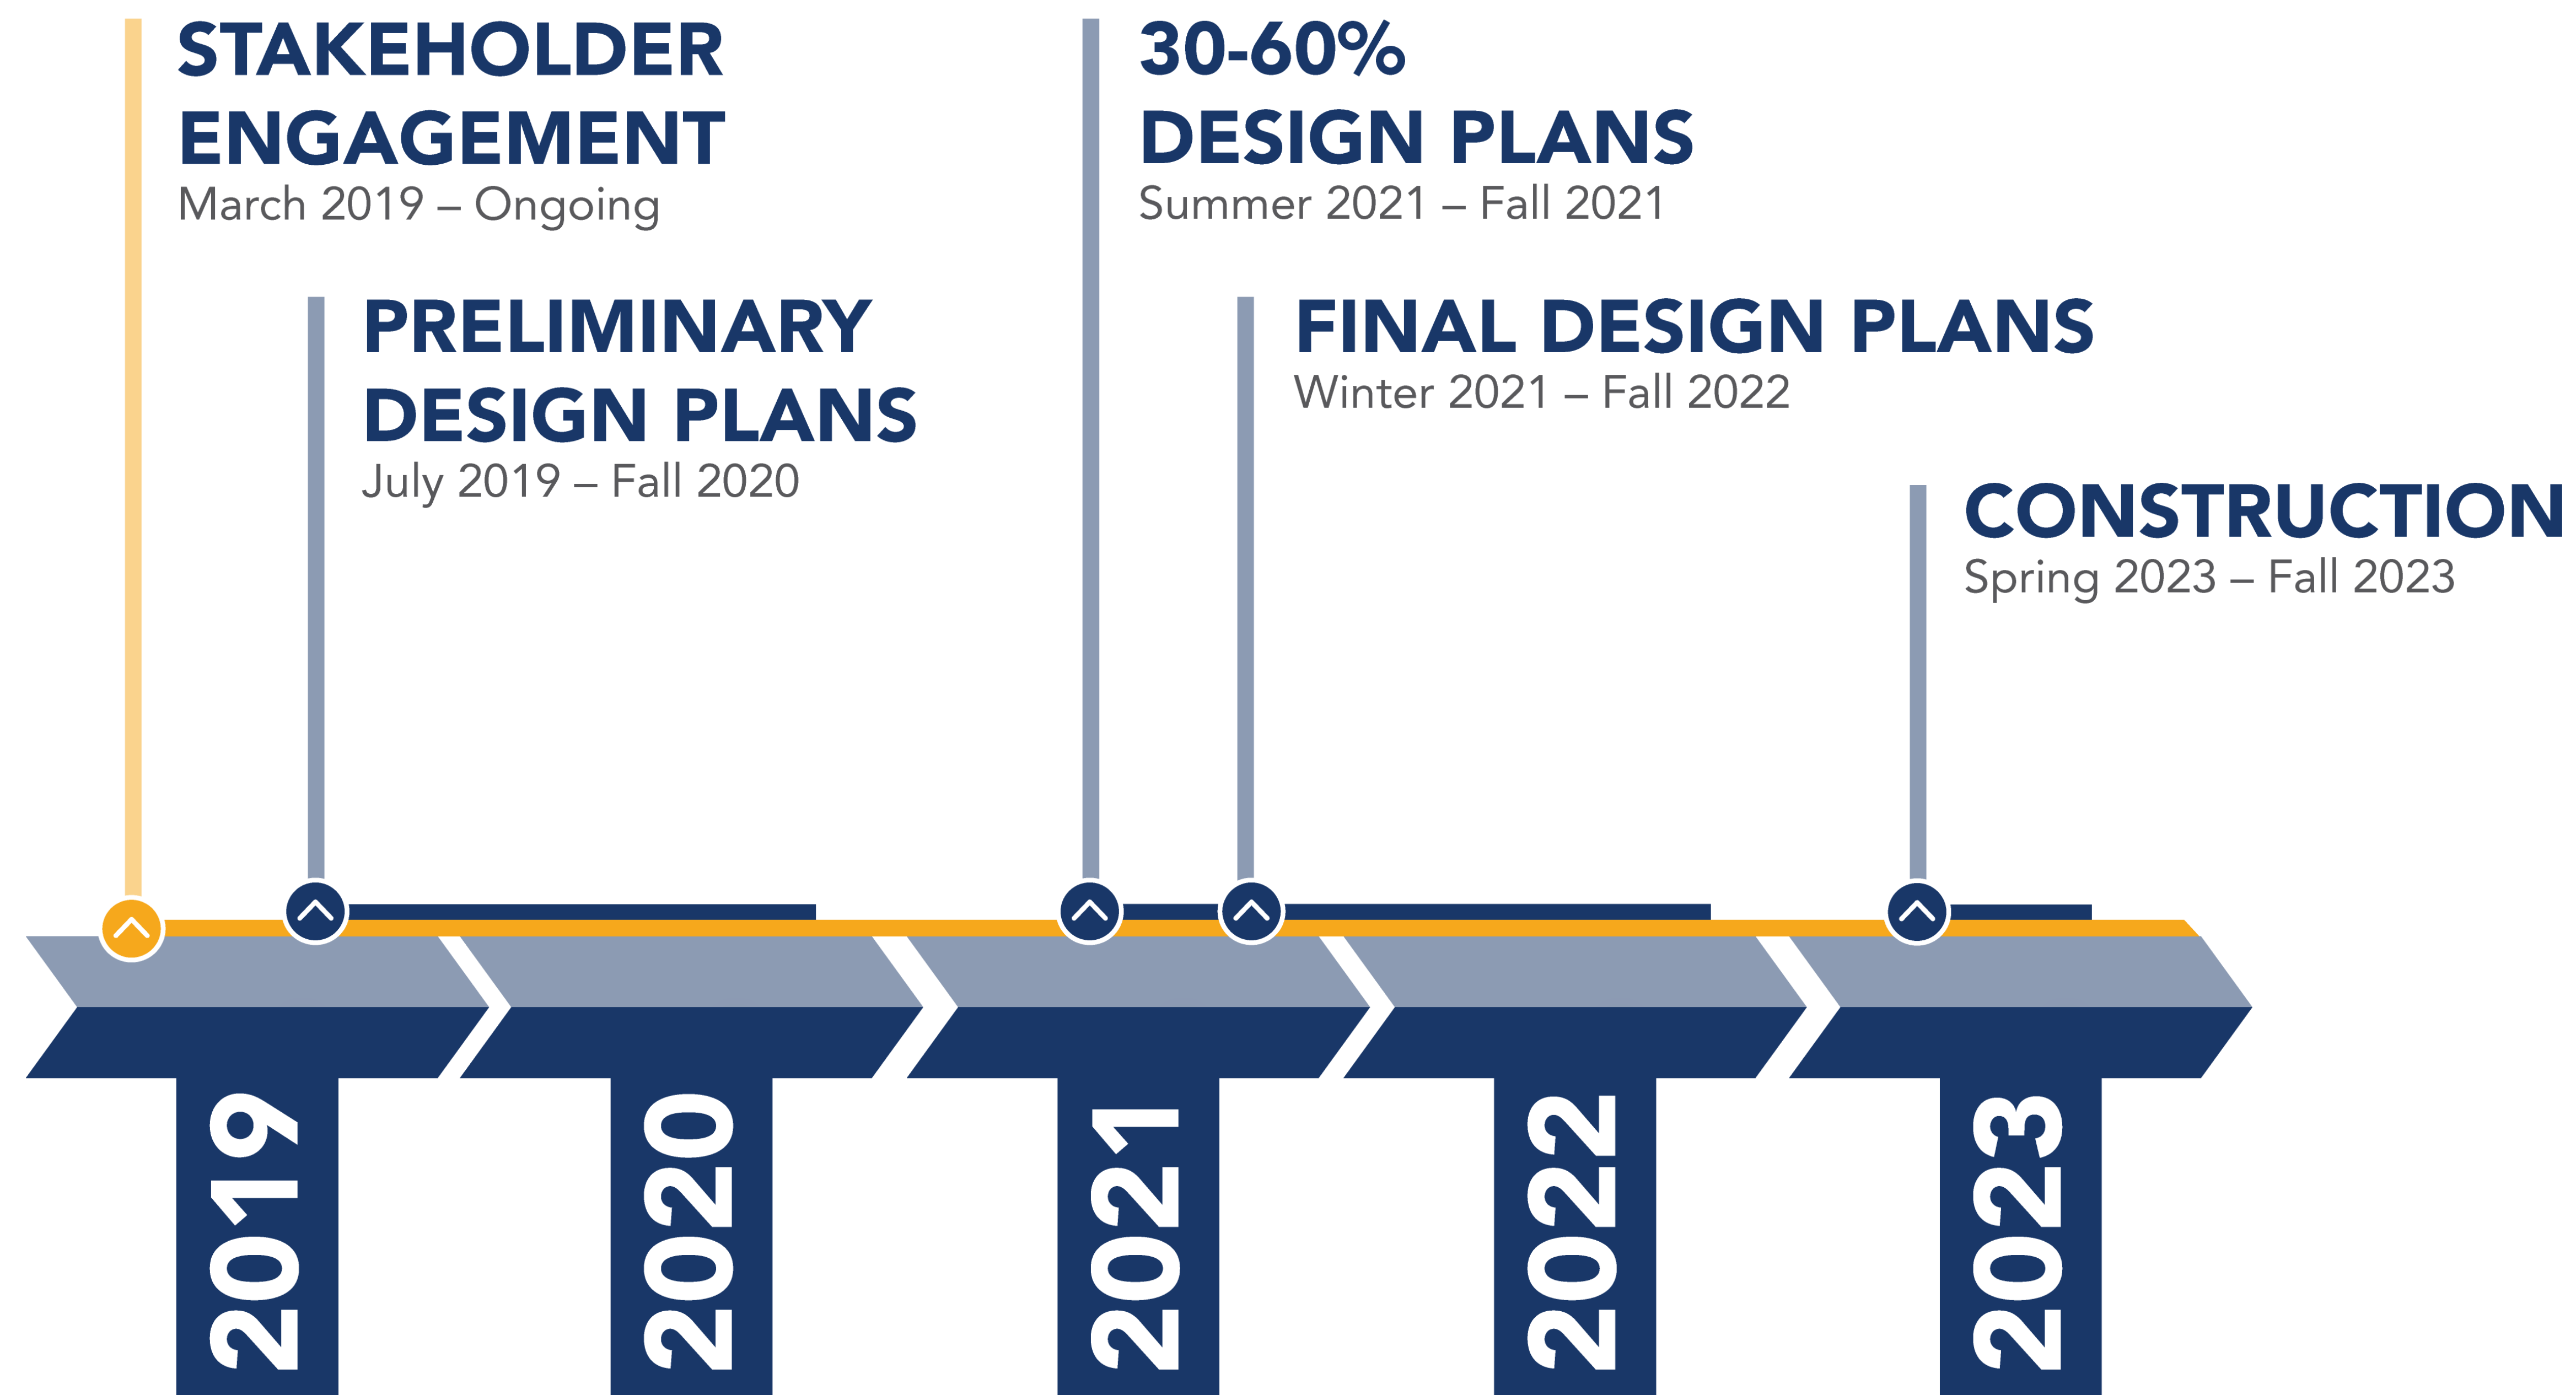 STAKEHOLDER
ENGAGEMENT
March 2019 – Ongoing
PRELIMINARY
DESIGN PLANS
July 2019 – Fall 2020
30-60%
DESIGN PLANS
Summer 2021 – Fall 2021
FINAL DESIGN PLANS
Winter 2021 – Fall 2022
CONSTRUCTION
Spring 2023 – Fall 2023
2019
2020
2021
2022
2023